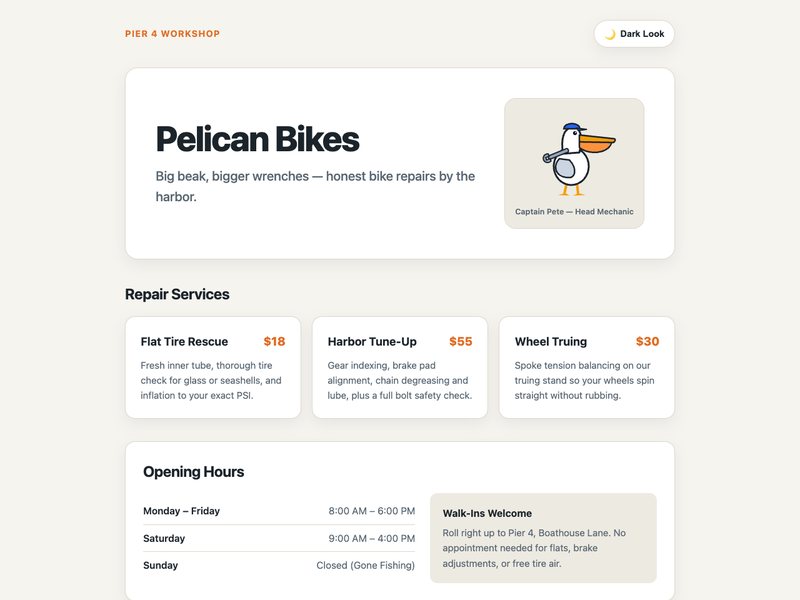 PIER 4 WORKSHOP
🌙 Dark Look
Pelican Bikes
Big beak, bigger wrenches — honest bike repairs by the
harbor.
Captain Pete — Head Mechanic
Repair Services
Flat Tire Rescue $18
Fresh inner tube, thorough tire
check for glass or seashells, and
inflation to your exact PSI.
Harbor Tune-Up $55
Gear indexing, brake pad
alignment, chain degreasing and
lube, plus a full bolt safety check.
Wheel Truing $30
Spoke tension balancing on our
truing stand so your wheels spin
straight without rubbing.
Opening Hours
Monday – Friday 8:00 AM – 6:00 PM
Saturday 9:00 AM – 4:00 PM
Sunday Closed (Gone Fishing)
Walk-Ins Welcome
Roll right up to Pier 4, Boathouse Lane. No
appointment needed for flats, brake
adjustments, or free tire air.